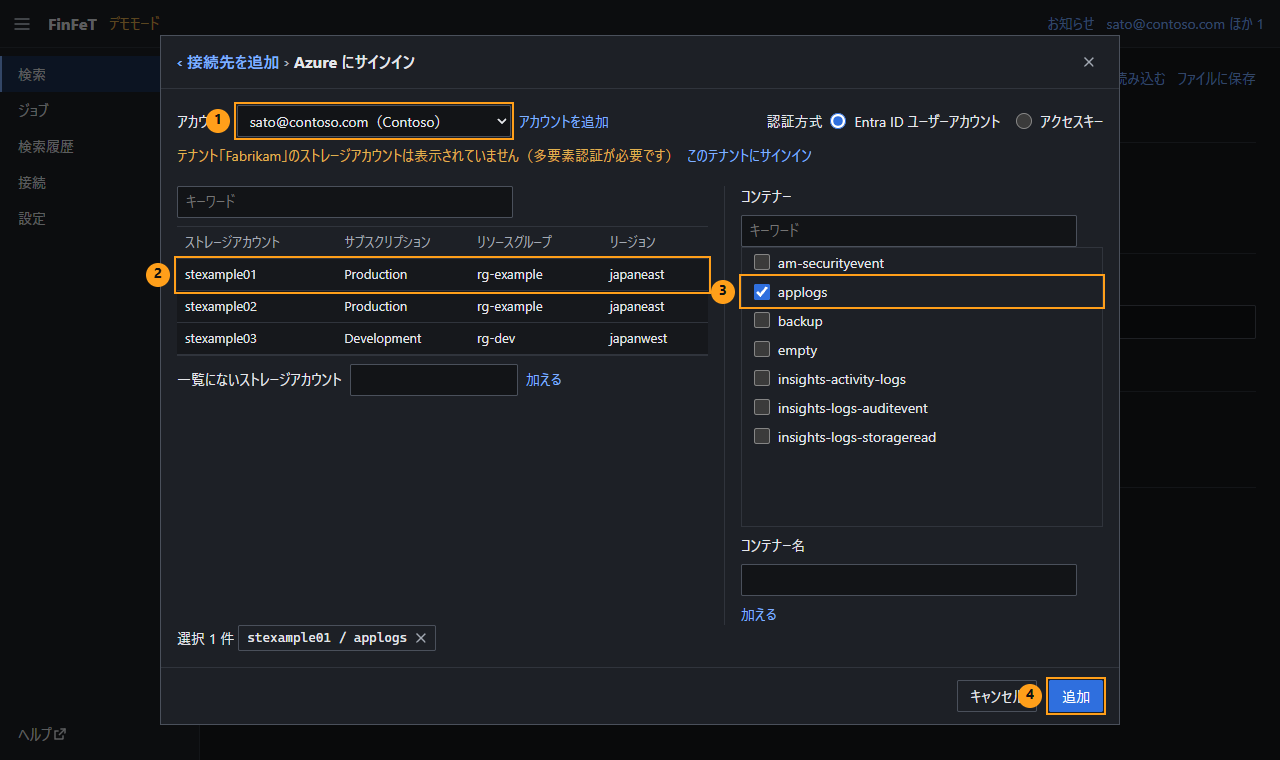 FinFeT デモモード
お知らせ sato@contoso.com ほか 1
‹ 接続先を追加 › Azure にサインイン
検索
読み込む ファイルに保存
ジョブ
検索履歴
接続
設定
アカウ
1
sato@contoso.com（Contoso）
アカウントを追加
認証方式
Entra ID ユーザーアカウント
アクセスキー
テナント「Fabrikam」のストレージアカウントは表示されていません（多要素認証が必要です） このテナントにサインイン
キーワード
ストレージアカウント サブスクリプション リソースグループ リージョン
2
stexample01 Production rg-example japaneast
stexample02 Production rg-example japaneast
stexample03 Development rg-dev japanwest
一覧にないストレージアカウント
加える
コンテナー
キーワード
am-securityevent
3
applogs
backup
empty
insights-activity-logs
insights-logs-auditevent
insights-logs-storageread
コンテナー名
加える
選択 1 件 stexample01 / applogs
キャンセル
4
追加
ヘルプ